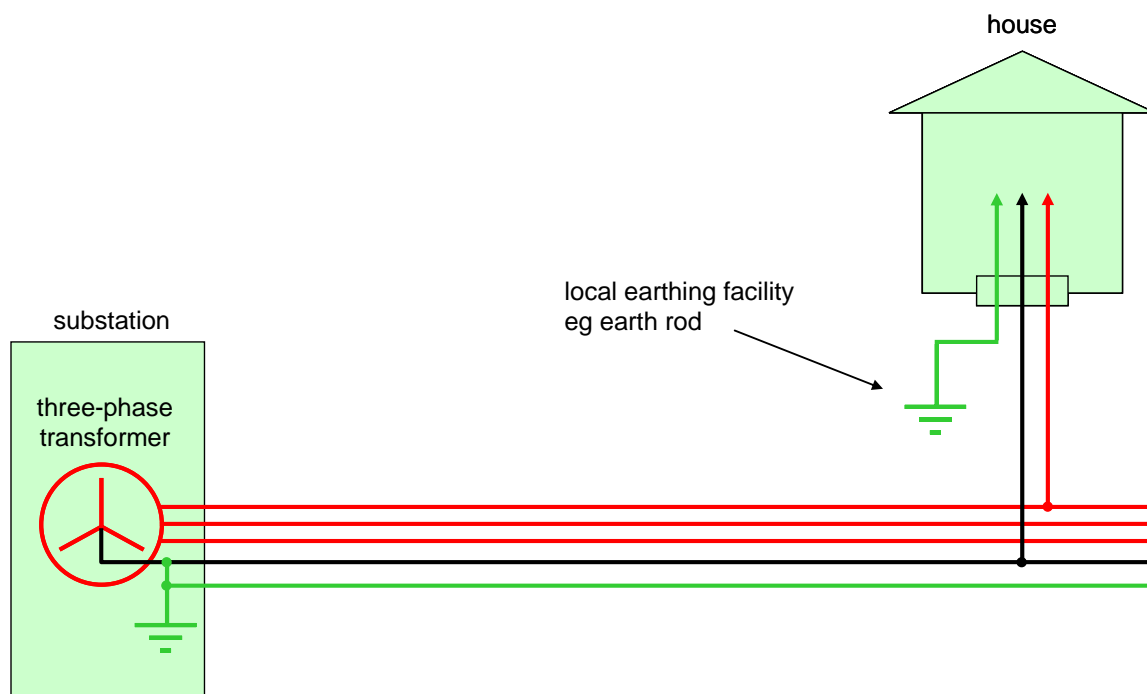 house
local earthing facility
eg earth rod
substation
three-phase
transformer